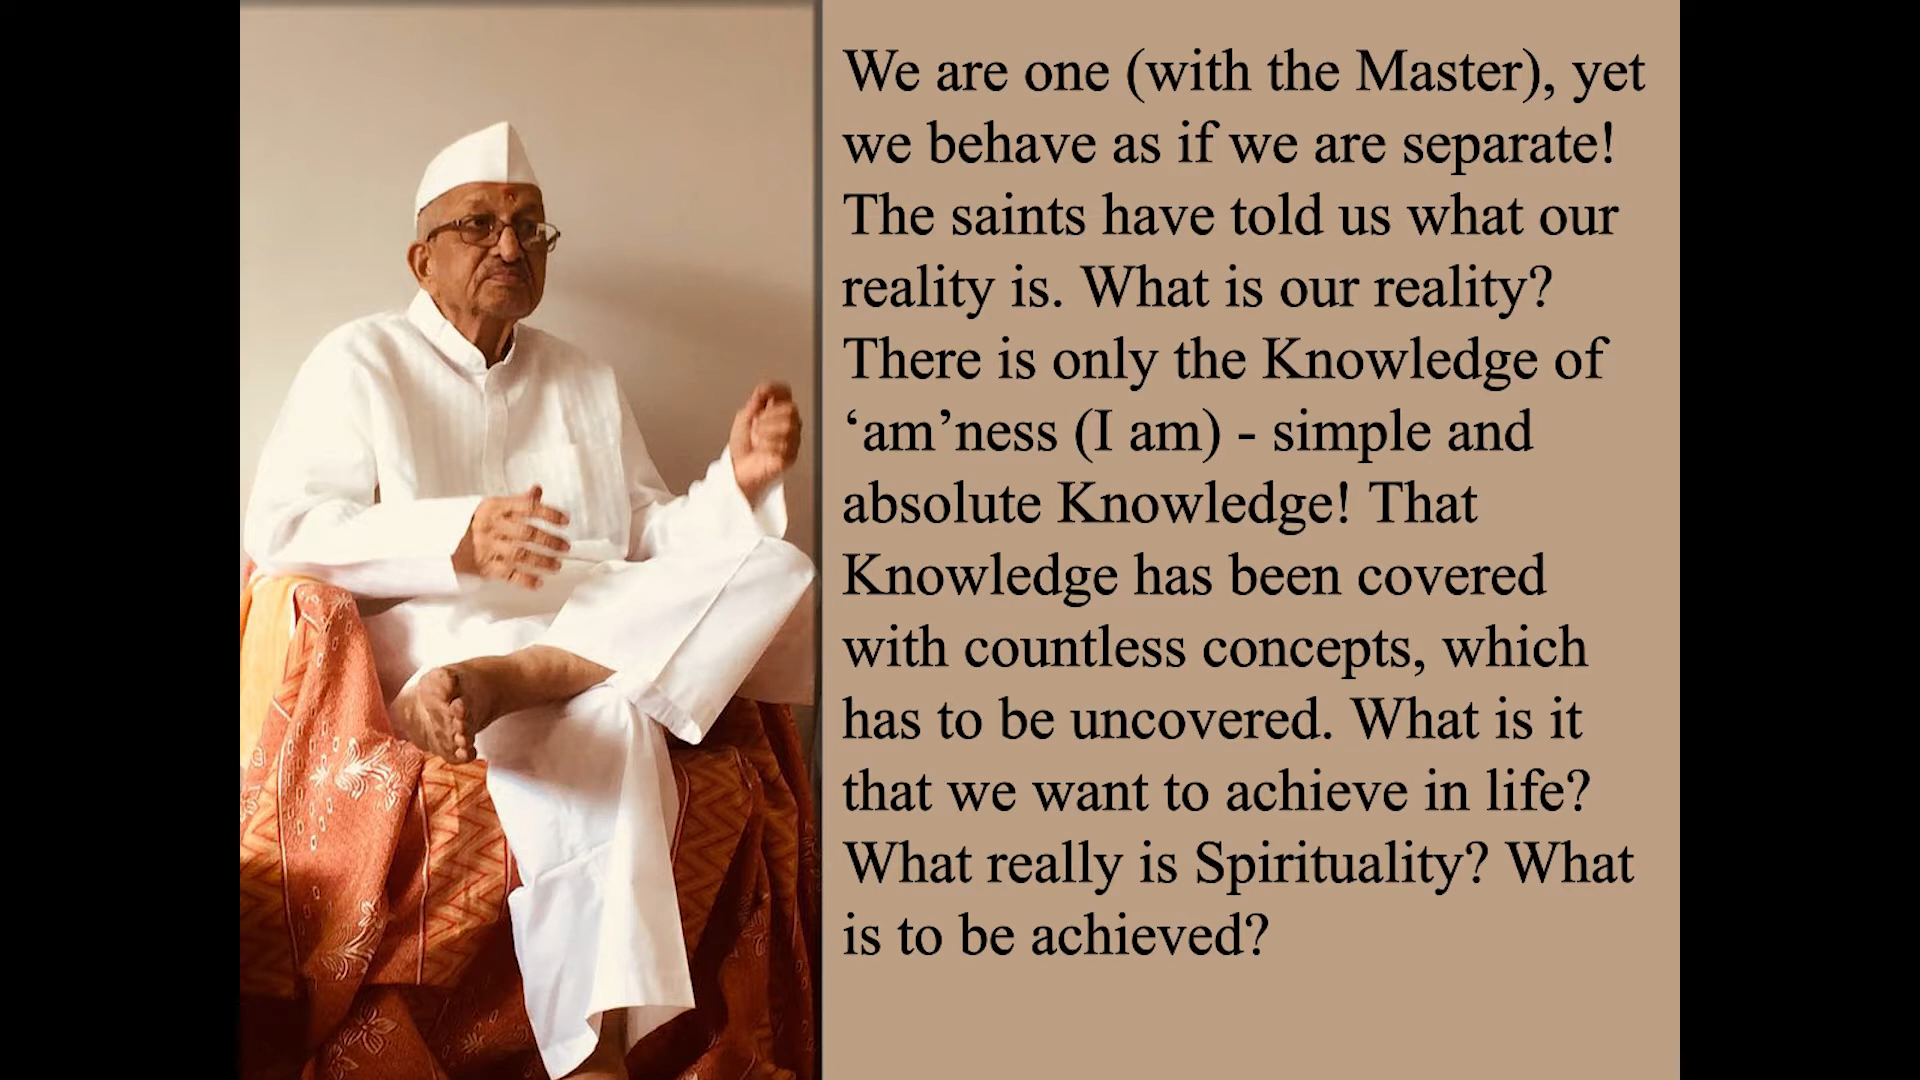 We are one (with the Master), yet
we behave as if we are separate!
The saints have told us what our
reality is. What is our reality?
There is only the Knowledge of
‘am’ness (I am) - simple and
absolute Knowledge! That
Knowledge has been covered
with countless concepts, which
has to be uncovered. What is it
that we want to achieve in life?
What really is Spirituality? What
is to be achieved?